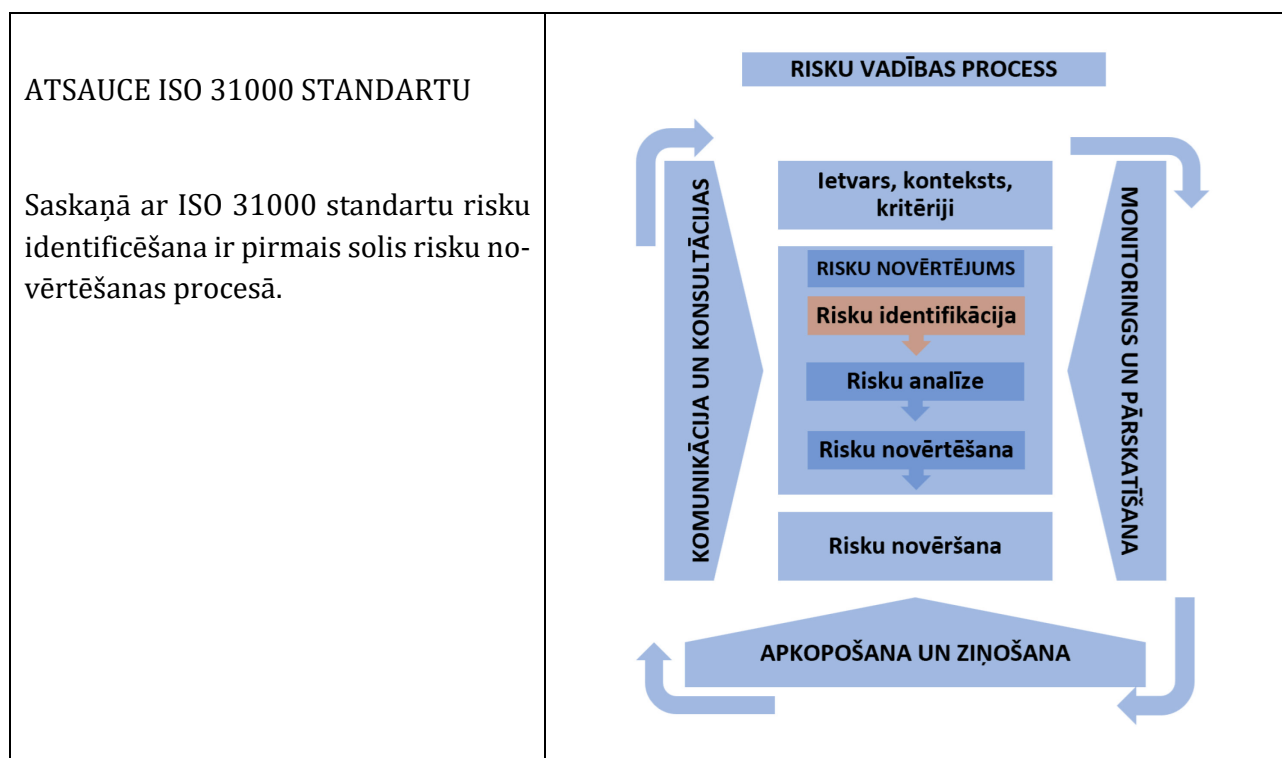 ATSAUCE ISO 31000 STANDARTU
Saskaņā ar ISO 31000 standartu risku
identificēšana ir pirmais solis risku no-
vērtēšanas procesā.
RISKU VADĪBAS PROCESS
KOMUNIKĀCIJA UN KONSULTĀCIJAS
Ietvars, konteksts,
kritēriji
RISKU NOVĒRTĒJUMS
Risku identifikācija
Risku analīze
Risku novērtēšana
Risku novēršana
MONITORINGS UN PĀRSKATĪŠANA
APKOPOŠANA UN ZIŅOŠANA